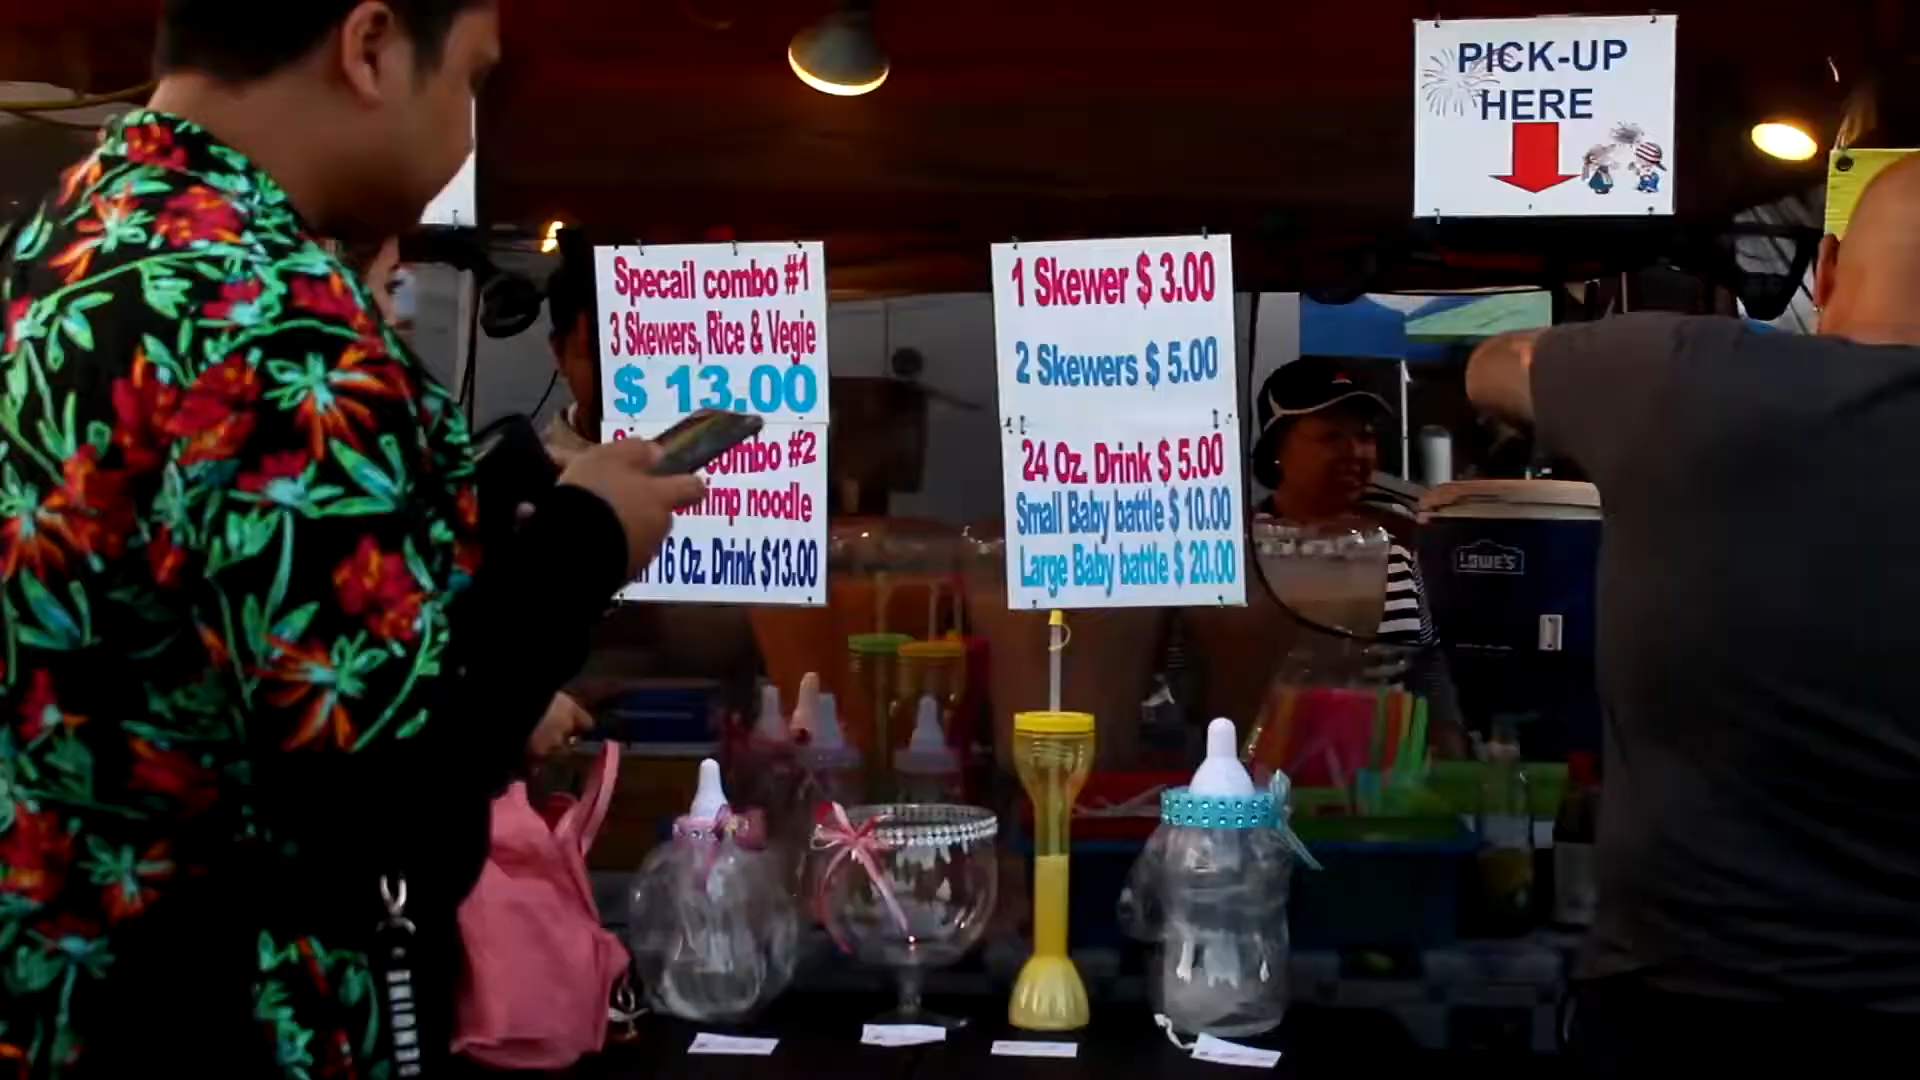 PICK-UP
HERE
Specail combo #1
3 Skewers, Rice & Vegie
$ 13.00
combo #2
noodle
16 Oz. Drink $13.00
1 Skewer $ 3.00
2 Skewers $ 5.00
24 Oz. Drink $ 5.00
Small Baby battle $ 10.00
Large Baby battle $ 20.00
LOWE'S